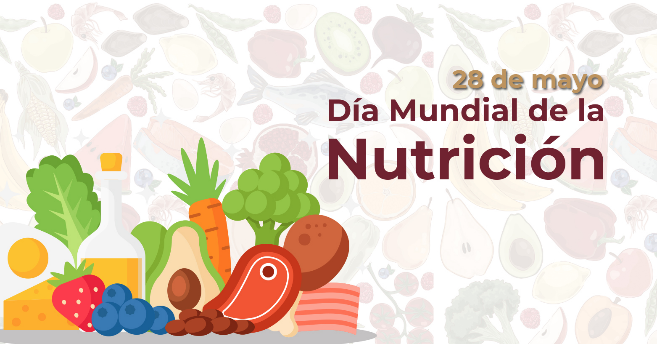 28 de mayo
Día Mundial de la
Nutrición